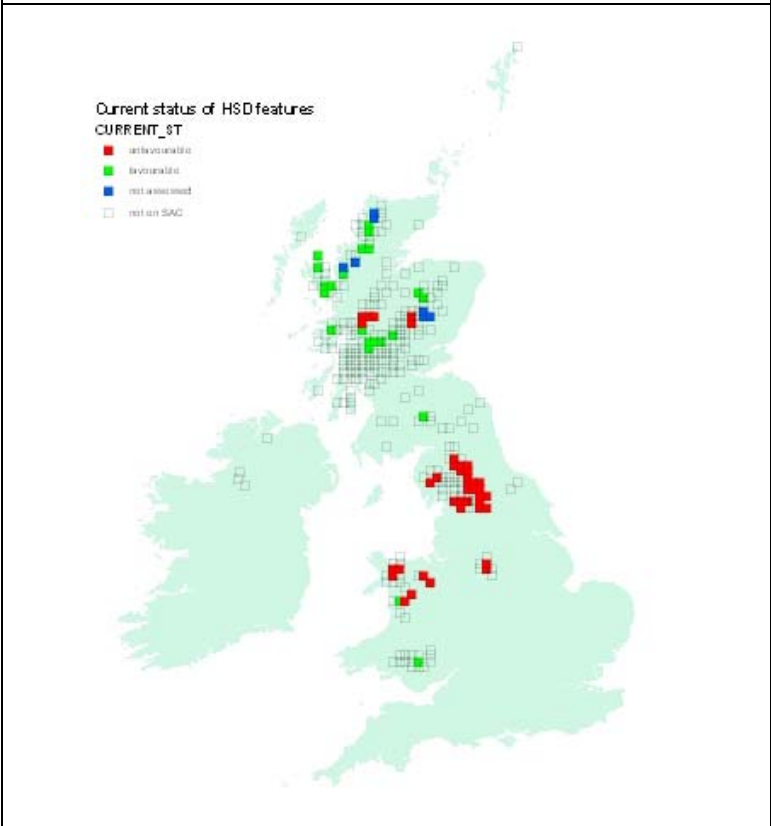 Current status of HSD features
CURRENT_ST
unfavourable
favourable
not assessed
not on SAC